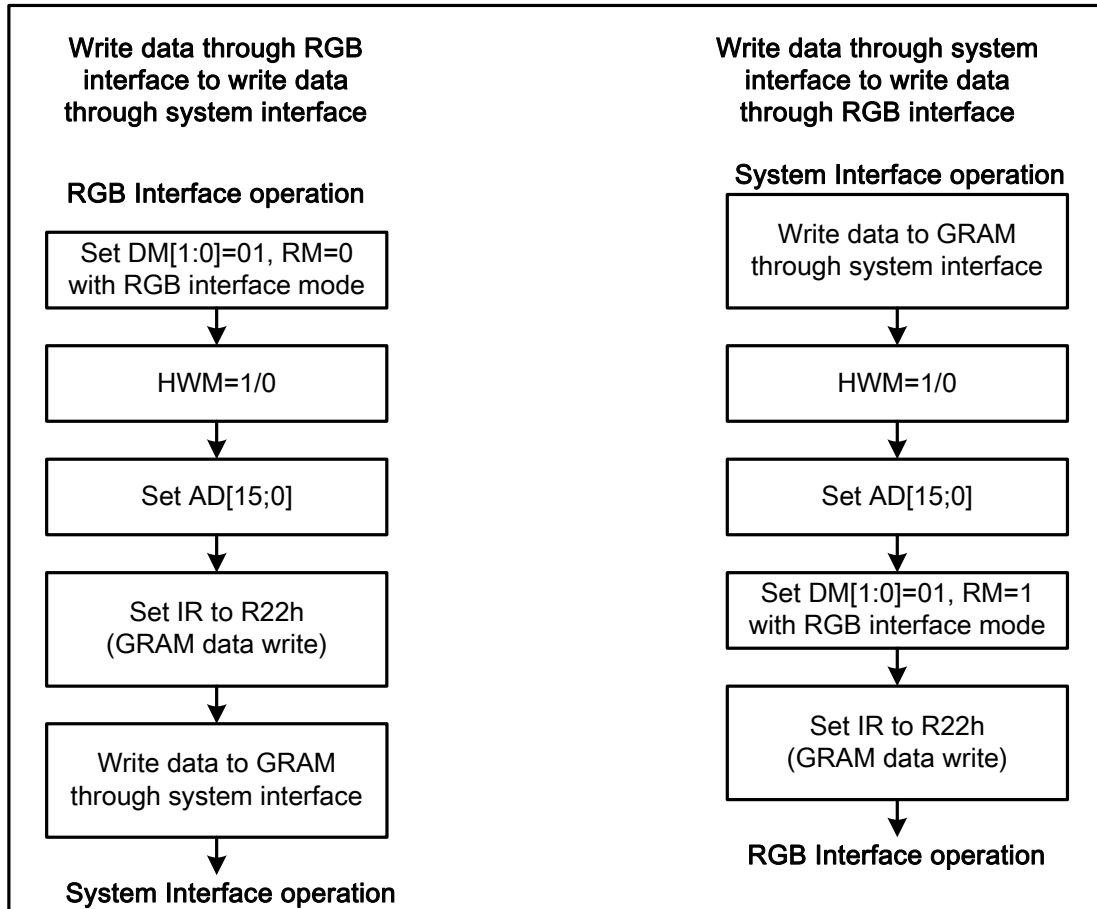 Write data through RGB
interface to write data
through system interface
RGB Interface operation
Set DM[1:0]=01, RM=0
with RGB interface mode
HWM=1/0
Set AD[15;0]
Set IR to R22h
(GRAM data write)
Write data to GRAM
through system interface
System Interface operation
Write data through system
interface to write data
through RGB interface
System Interface operation
Write data to GRAM
through system interface
HWM=1/0
Set AD[15;0]
Set DM[1:0]=01, RM=1
with RGB interface mode
Set IR to R22h
(GRAM data write)
RGB Interface operation